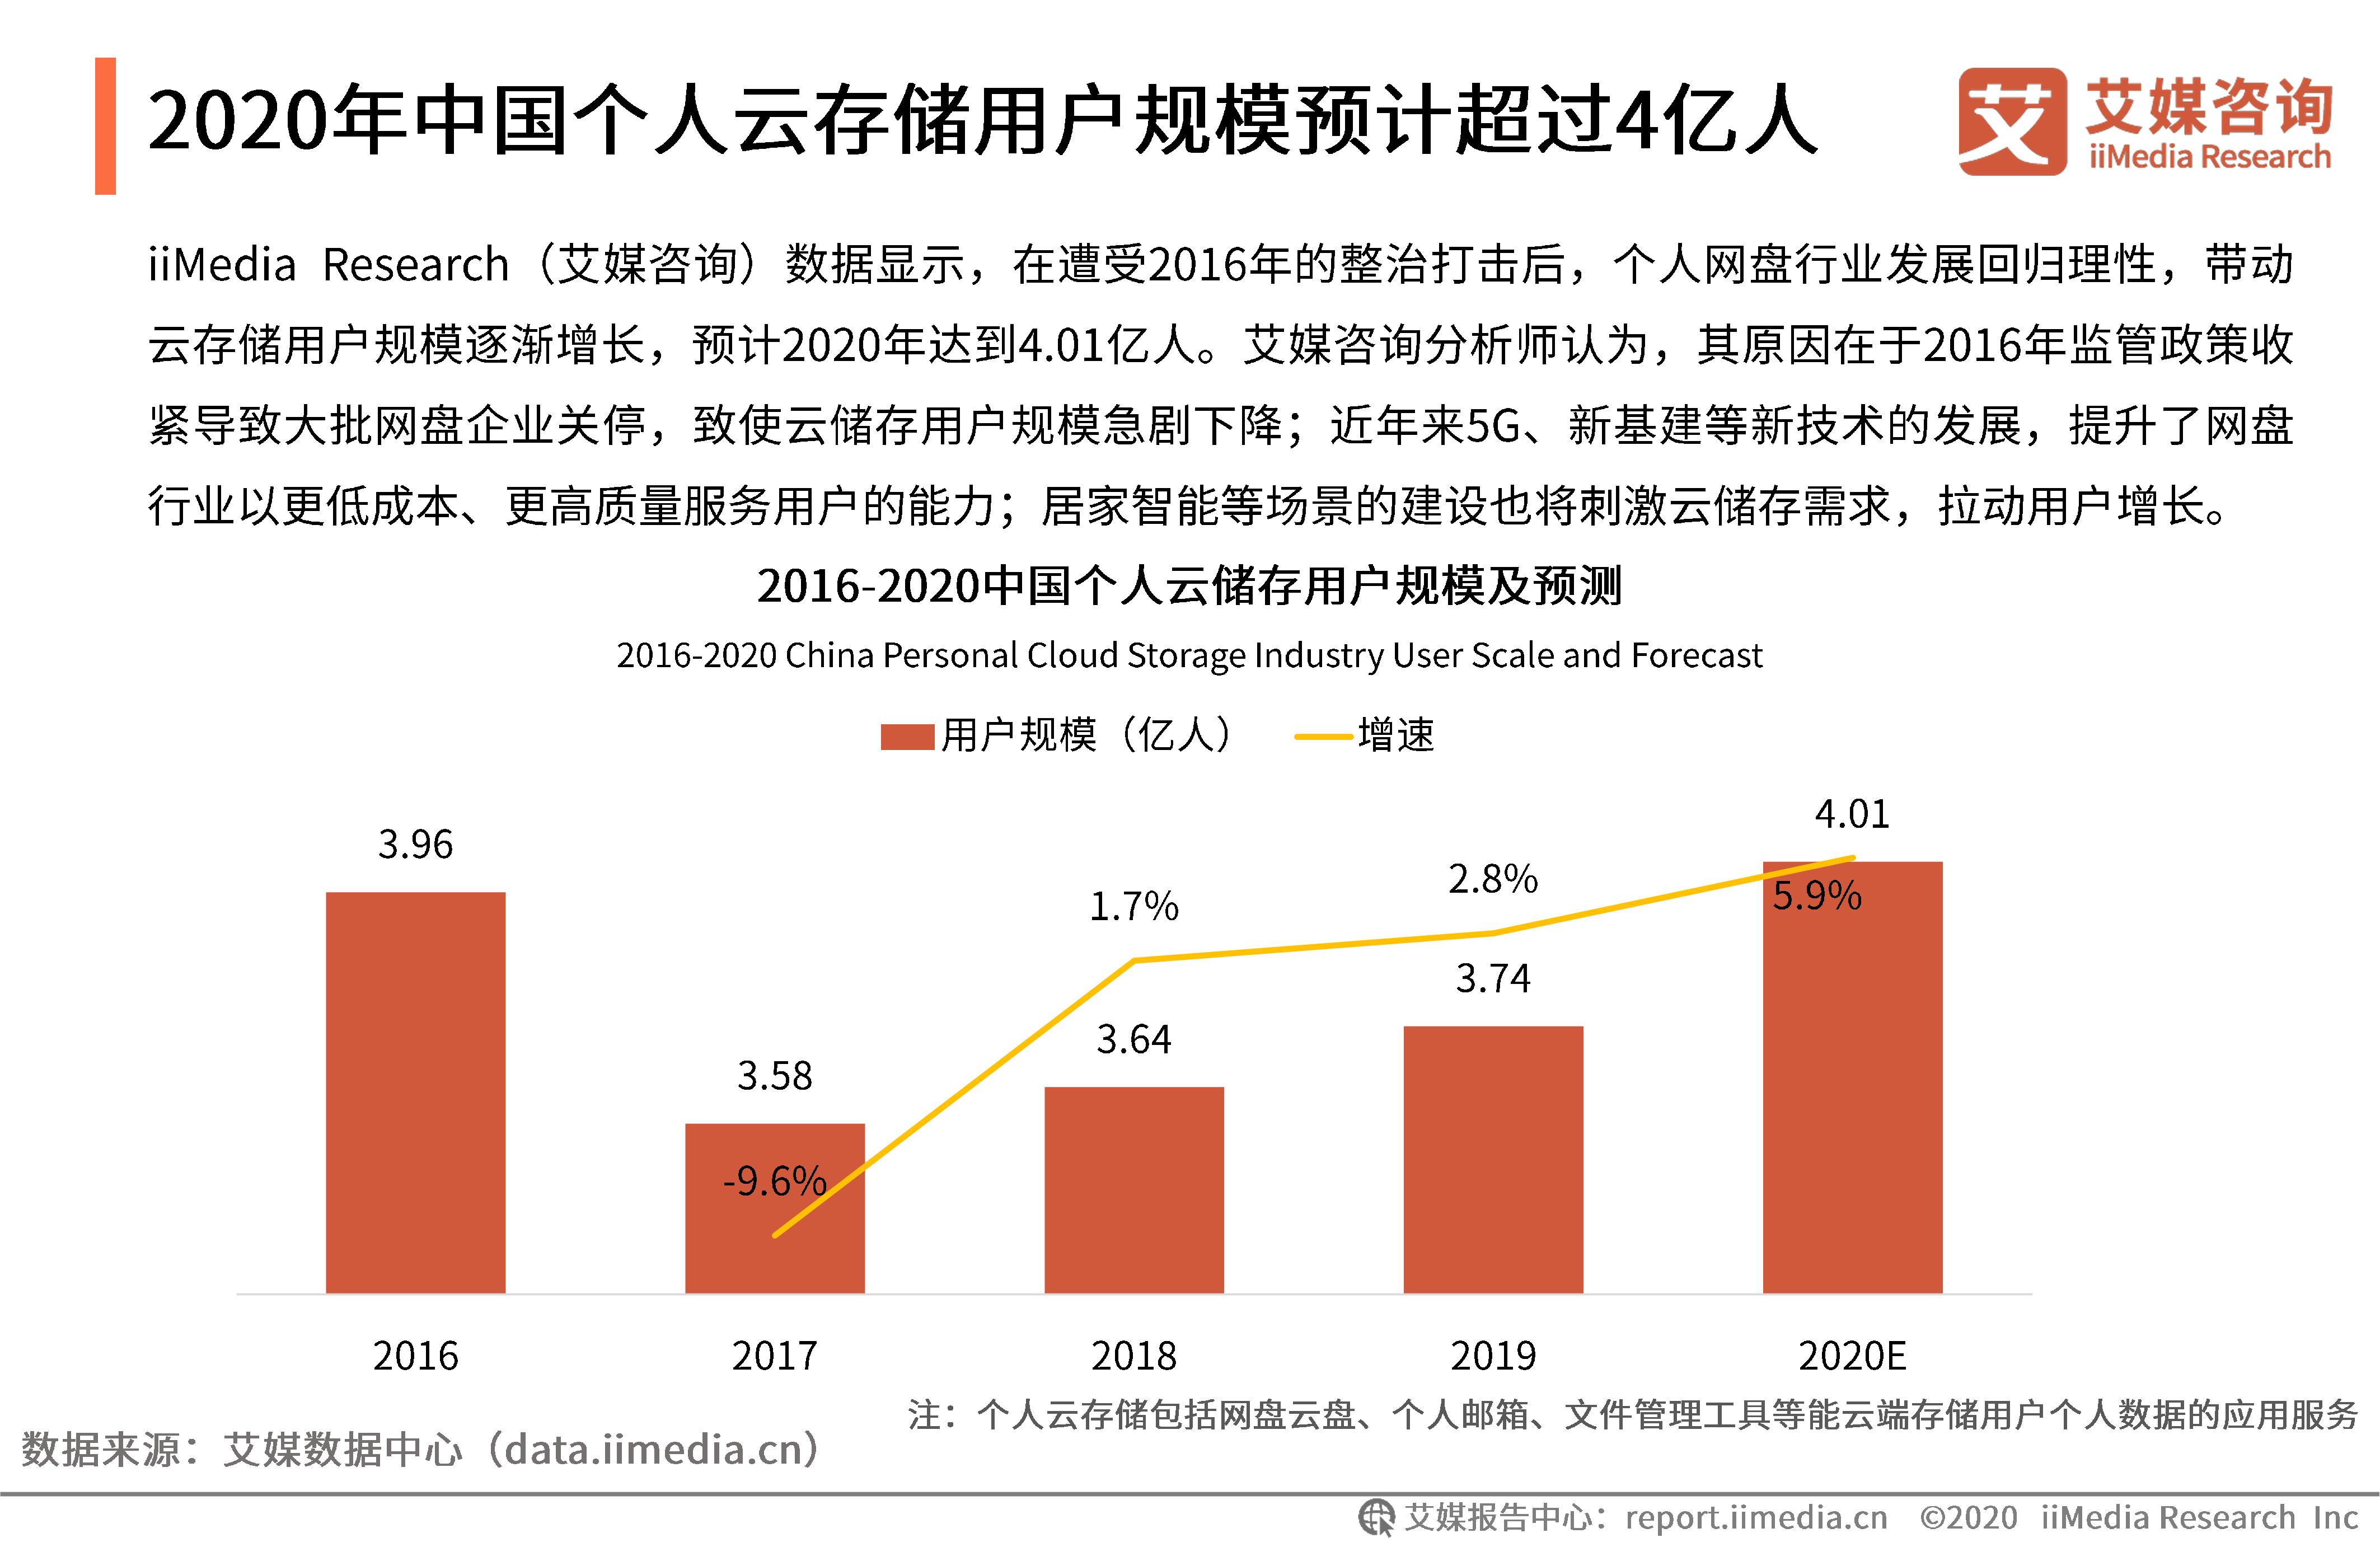 2020年中国个人云存储用户规模预计超过4亿人
艾
艾媒咨询
iiMedia Research
iiMedia Research（艾媒咨询）数据显示，在遭受2016年的整治打击后，个人网盘行业发展回归理性，带动
云存储用户规模逐渐增长，预计2020年达到4.01亿人。艾媒咨询分析师认为，其原因在于2016年监管政策收
紧导致大批网盘企业关停，致使云储存用户规模急剧下降；近年来5G、新基建等新技术的发展，提升了网盘
行业以更低成本、更高质量服务用户的能力；居家智能等场景的建设也将刺激云储存需求，拉动用户增长。
2016-2020中国个人云储存用户规模及预测
2016-2020 China Personal Cloud Storage Industry User Scale and Forecast
用户规模（亿人） 增速
3.96
3.58
-9.6%
1.7%
3.64
2.8%
3.74
4.01
5.9%
2016 2017 2018 2019 2020E
注：个人云存储包括网盘云盘、个人邮箱、文件管理工具等能云端存储用户个人数据的应用服务
数据来源：艾媒数据中心（data.iimedia.cn）
艾媒报告中心：report.iimedia.cn ©2020 iiMedia Research Inc